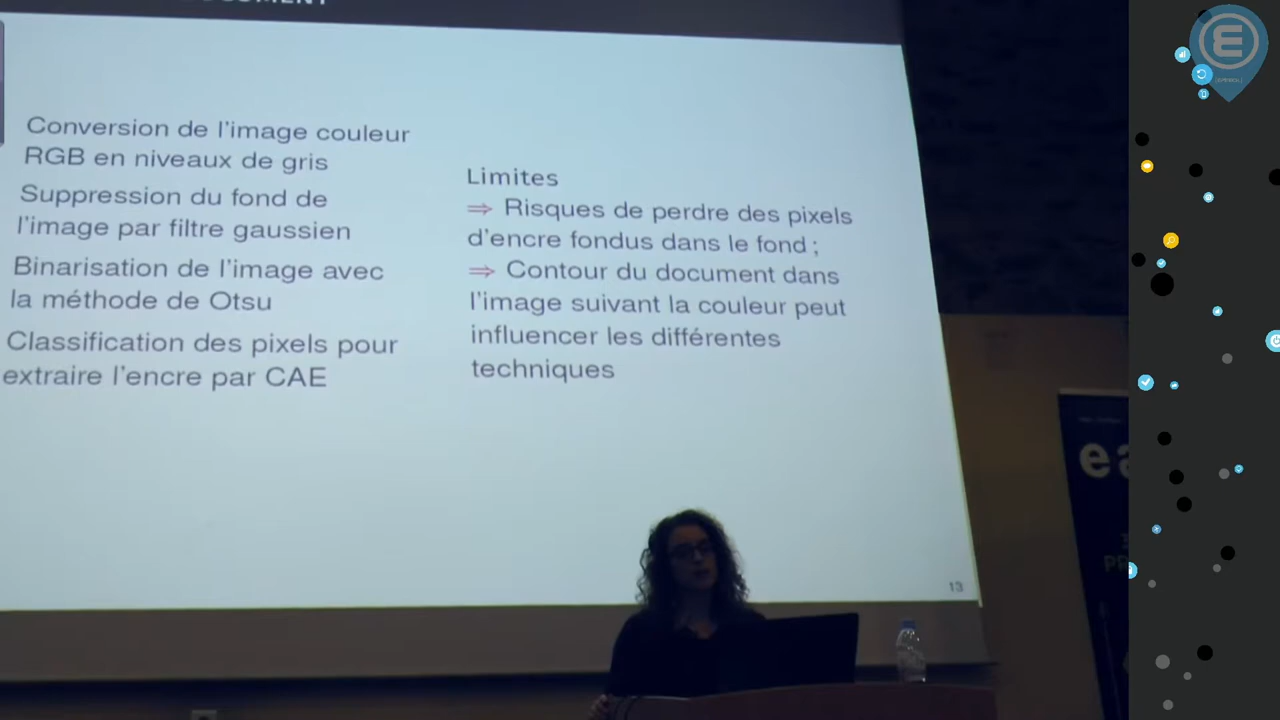 Conversion de l'image couleur
RGB en niveaux de gris
Suppression du fond de
l'image par filtre gaussien
Binarisation de l'image avec
la méthode de Otsu
Classification des pixels pour
extraire l'encre par CAE
Limites
⇒ Risques de perdre des pixels
d'encre fondus dans le fond ;
⇒ Contour du document dans
l'image suivant la couleur peut
influencer les différentes
techniques
13